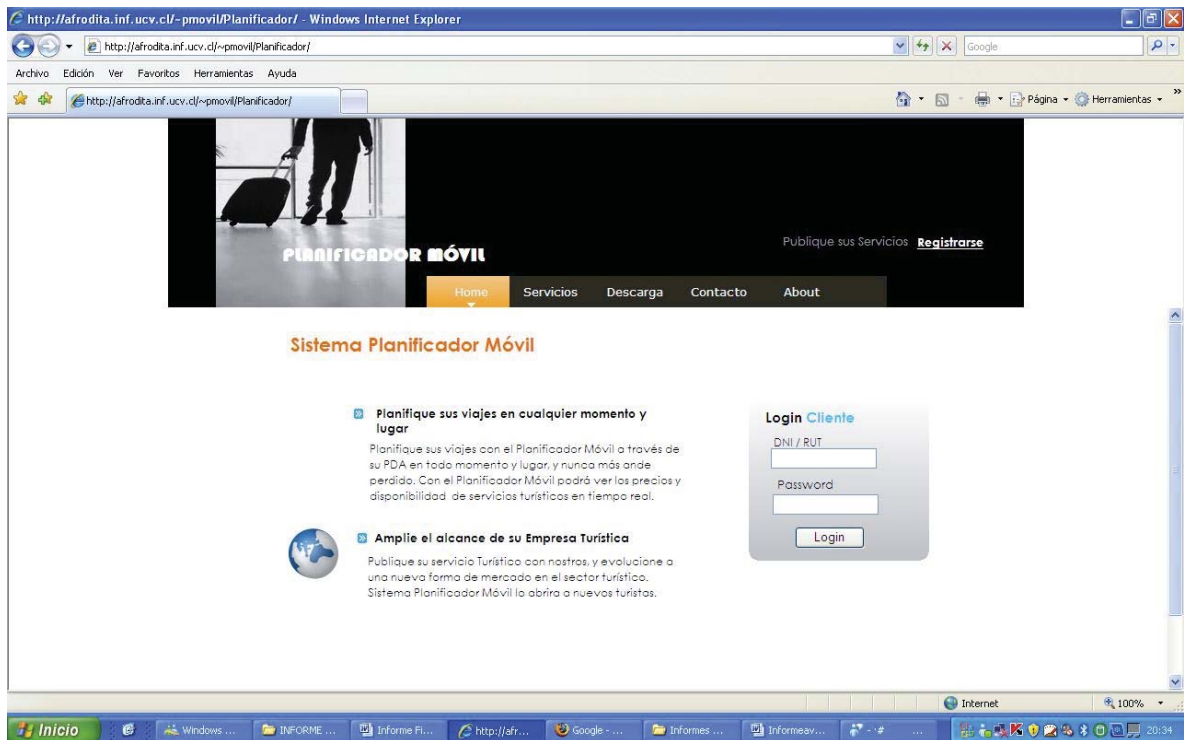 http://afrodita.inf.ucv.cl/~pmovil/Planificador/ - Windows Internet Explorer
http://afrodita.inf.ucv.cl/~pmovil/Planificador/
Google
Archivo Edición Ver Favoritos Herramientas Ayuda
http://afrodita.inf.ucv.cl/~pmovil/Planificador/
Página Herramientas
Publique sus Servicios Registrarse
PLANIFICADOR MÓVIL
Home Servicios Descarga Contacto About
Sistema Planificador Móvil
Planifique sus viajes en cualquier momento y
lugar
Planifique sus viajes con el Planificador Móvil a través de
su PDA en todo momento y lugar, y nunca más ande
perdido. Con el Planificador Móvil podrá ver los precios y
disponibilidad de servicios turísticos en tiempo real.
Login Cliente
DNI / RUT
Password
Login
Amplie el alcance de su Empresa Turística
Publique su servicio Turístico con nostros, y evolucione a
una nueva forma de mercado en el sector turístico.
Sistema Planificador Móvil lo abrira a nuevos turistas.
Internet 100%
Inicio Windows ... INFORME ... Informe Fi... http://afr... Google - ... Informes ... Informeav... - ·# ... 20:34